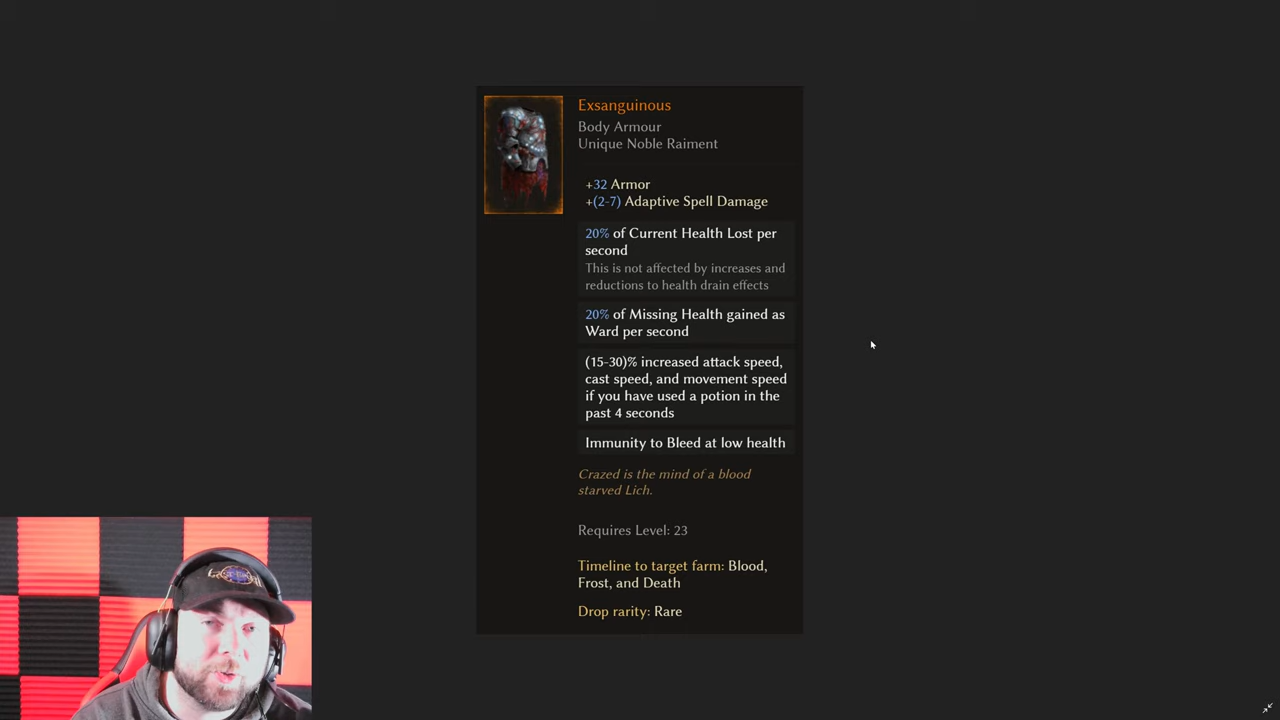 Exsanguinous
Body Armour
Unique Noble Raiment
+32 Armor
+(2-7) Adaptive Spell Damage
20% of Current Health Lost per
second
This is not affected by increases and
reductions to health drain effects
20% of Missing Health gained as
Ward per second
(15-30)% increased attack speed,
cast speed, and movement speed
if you have used a potion in the
past 4 seconds
Immunity to Bleed at low health
Crazed is the mind of a blood
starved Lich.
Requires Level: 23
Timeline to target farm: Blood,
Frost, and Death
Drop rarity: Rare